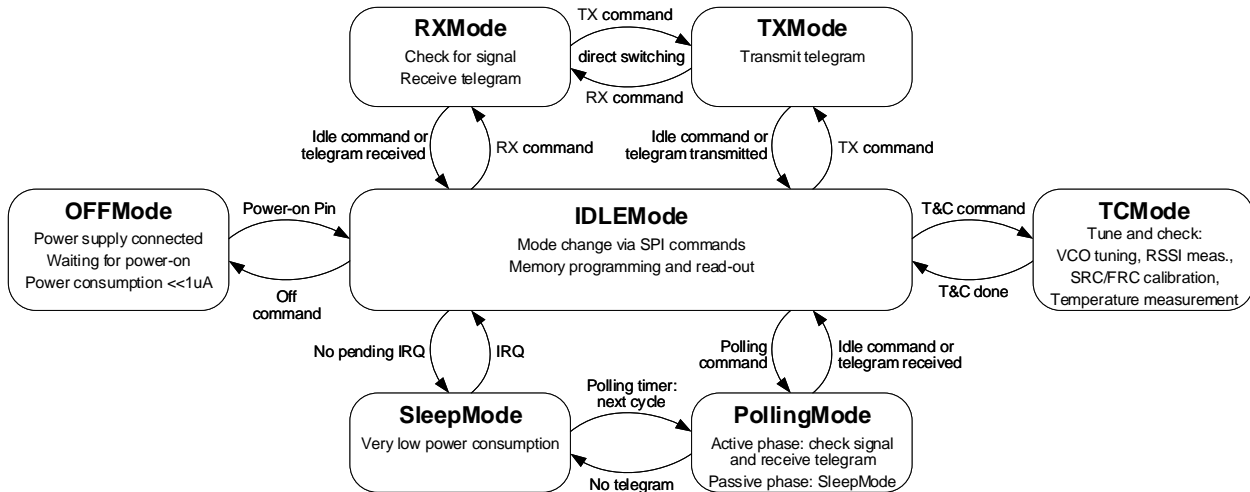 RXMode
Check for signal
Receive telegram
TX command
direct switching
RX command
TXMode
Transmit telegram
Idle command or
telegram received
RX command
Idle command or
telegram transmitted
TX command
OFFMode
Power supply connected
Waiting for power-on
Power consumption <<1uA
Power-on Pin
Off
command
IDLEMode
Mode change via SPI commands
Memory programming and read-out
T&C command
T&C done
TCMode
Tune and check:
VCO tuning, RSSI meas.,
SRC/FRC calibration,
Temperature measurement
No pending IRQ
IRQ
Polling
command
Idle command or
telegram received
SleepMode
Very low power consumption
Polling timer:
next cycle
No telegram
PollingMode
Active phase: check signal
and receive telegram
Passive phase: SleepMode